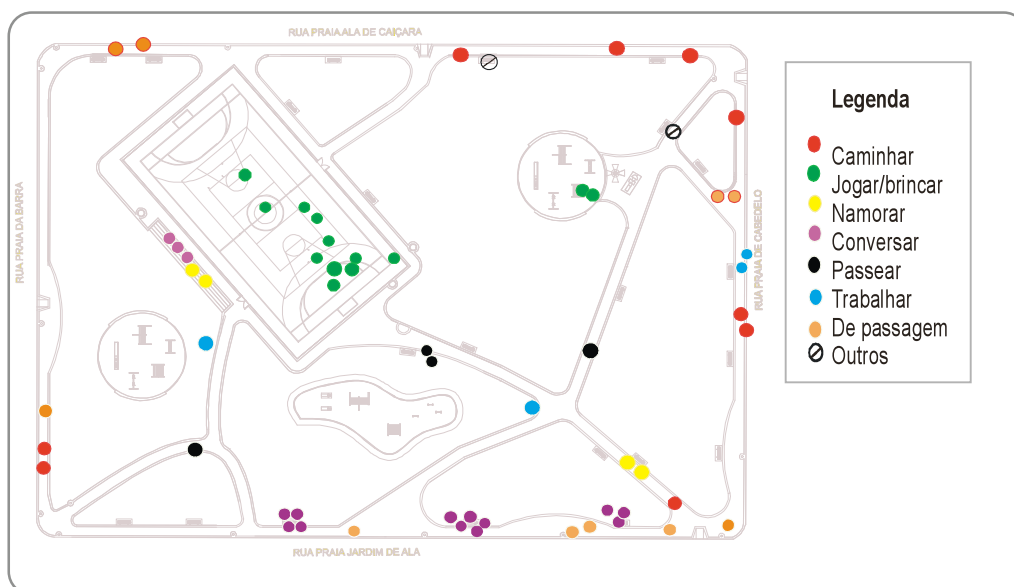 RUA PRAIA ALA DE CAIÇARA
RUA PRAIA DA BARRA
RUA PRAIA DE CABEDELO
RUA PRAIA JARDIM DE ALA
Legenda
Caminhar
Jogar/brincar
Namorar
Conversar
Passear
Trabalhar
De passagem
Outros